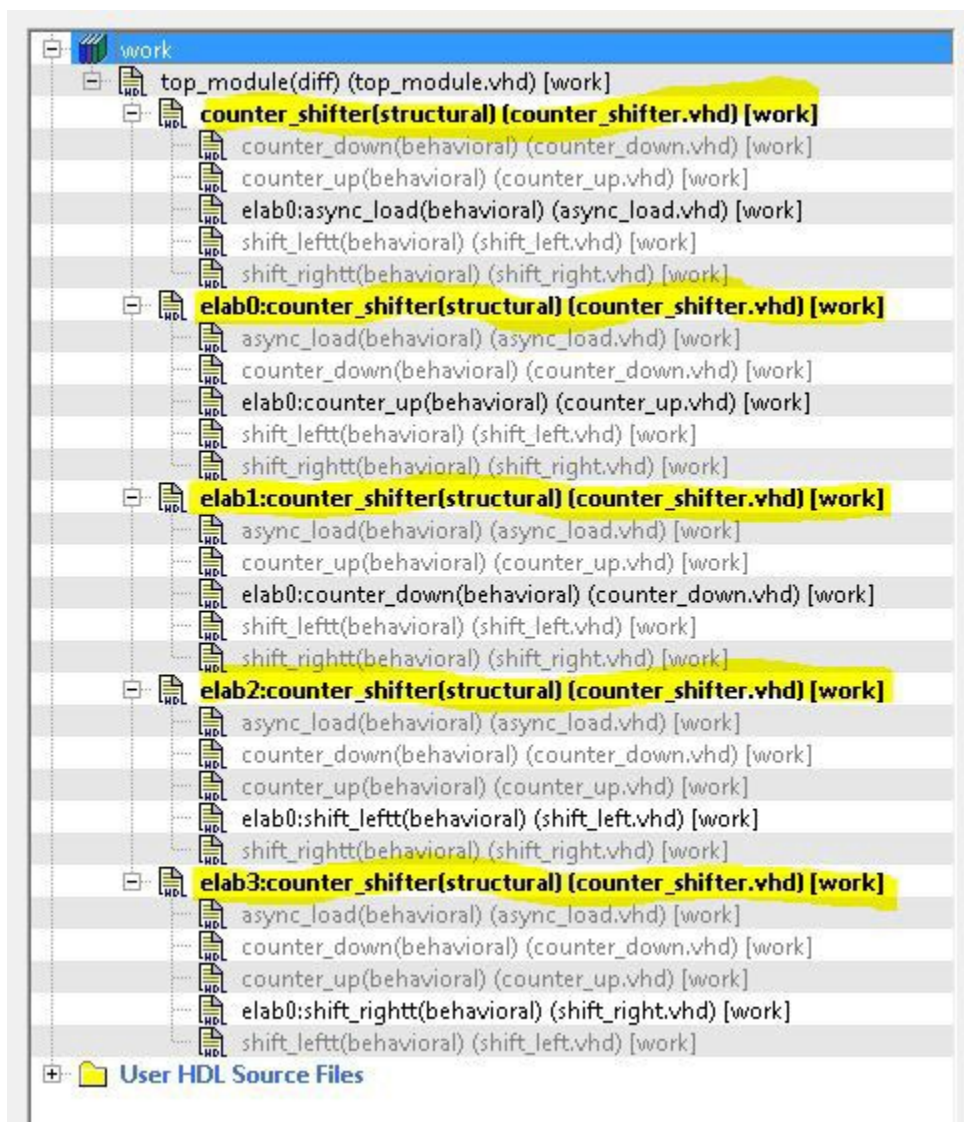 work
top_module(diff) (top_module.vhd) [work]
counter_shifter(structural) (counter_shifter.vhd) [work]
counter_down(behavioral) (counter_down.vhd) [work]
counter_up(behavioral) (counter_up.vhd) [work]
elab0:async_load(behavioral) (async_load.vhd) [work]
shift_leftt(behavioral) (shift_left.vhd) [work]
shift_rightt(behavioral) (shift_right.vhd) [work]
elab0:counter_shifter(structural) (counter_shifter.vhd) [work]
async_load(behavioral) (async_load.vhd) [work]
counter_down(behavioral) (counter_down.vhd) [work]
elab0:counter_up(behavioral) (counter_up.vhd) [work]
shift_leftt(behavioral) (shift_left.vhd) [work]
shift_rightt(behavioral) (shift_right.vhd) [work]
elab1:counter_shifter(structural) (counter_shifter.vhd) [work]
async_load(behavioral) (async_load.vhd) [work]
counter_up(behavioral) (counter_up.vhd) [work]
elab0:counter_down(behavioral) (counter_down.vhd) [work]
shift_leftt(behavioral) (shift_left.vhd) [work]
shift_rightt(behavioral) (shift_right.vhd) [work]
elab2:counter_shifter(structural) (counter_shifter.vhd) [work]
async_load(behavioral) (async_load.vhd) [work]
counter_down(behavioral) (counter_down.vhd) [work]
counter_up(behavioral) (counter_up.vhd) [work]
elab0:shift_leftt(behavioral) (shift_left.vhd) [work]
shift_rightt(behavioral) (shift_right.vhd) [work]
elab3:counter_shifter(structural) (counter_shifter.vhd) [work]
async_load(behavioral) (async_load.vhd) [work]
counter_down(behavioral) (counter_down.vhd) [work]
counter_up(behavioral) (counter_up.vhd) [work]
elab0:shift_rightt(behavioral) (shift_right.vhd) [work]
shift_leftt(behavioral) (shift_left.vhd) [work]
User HDL Source Files